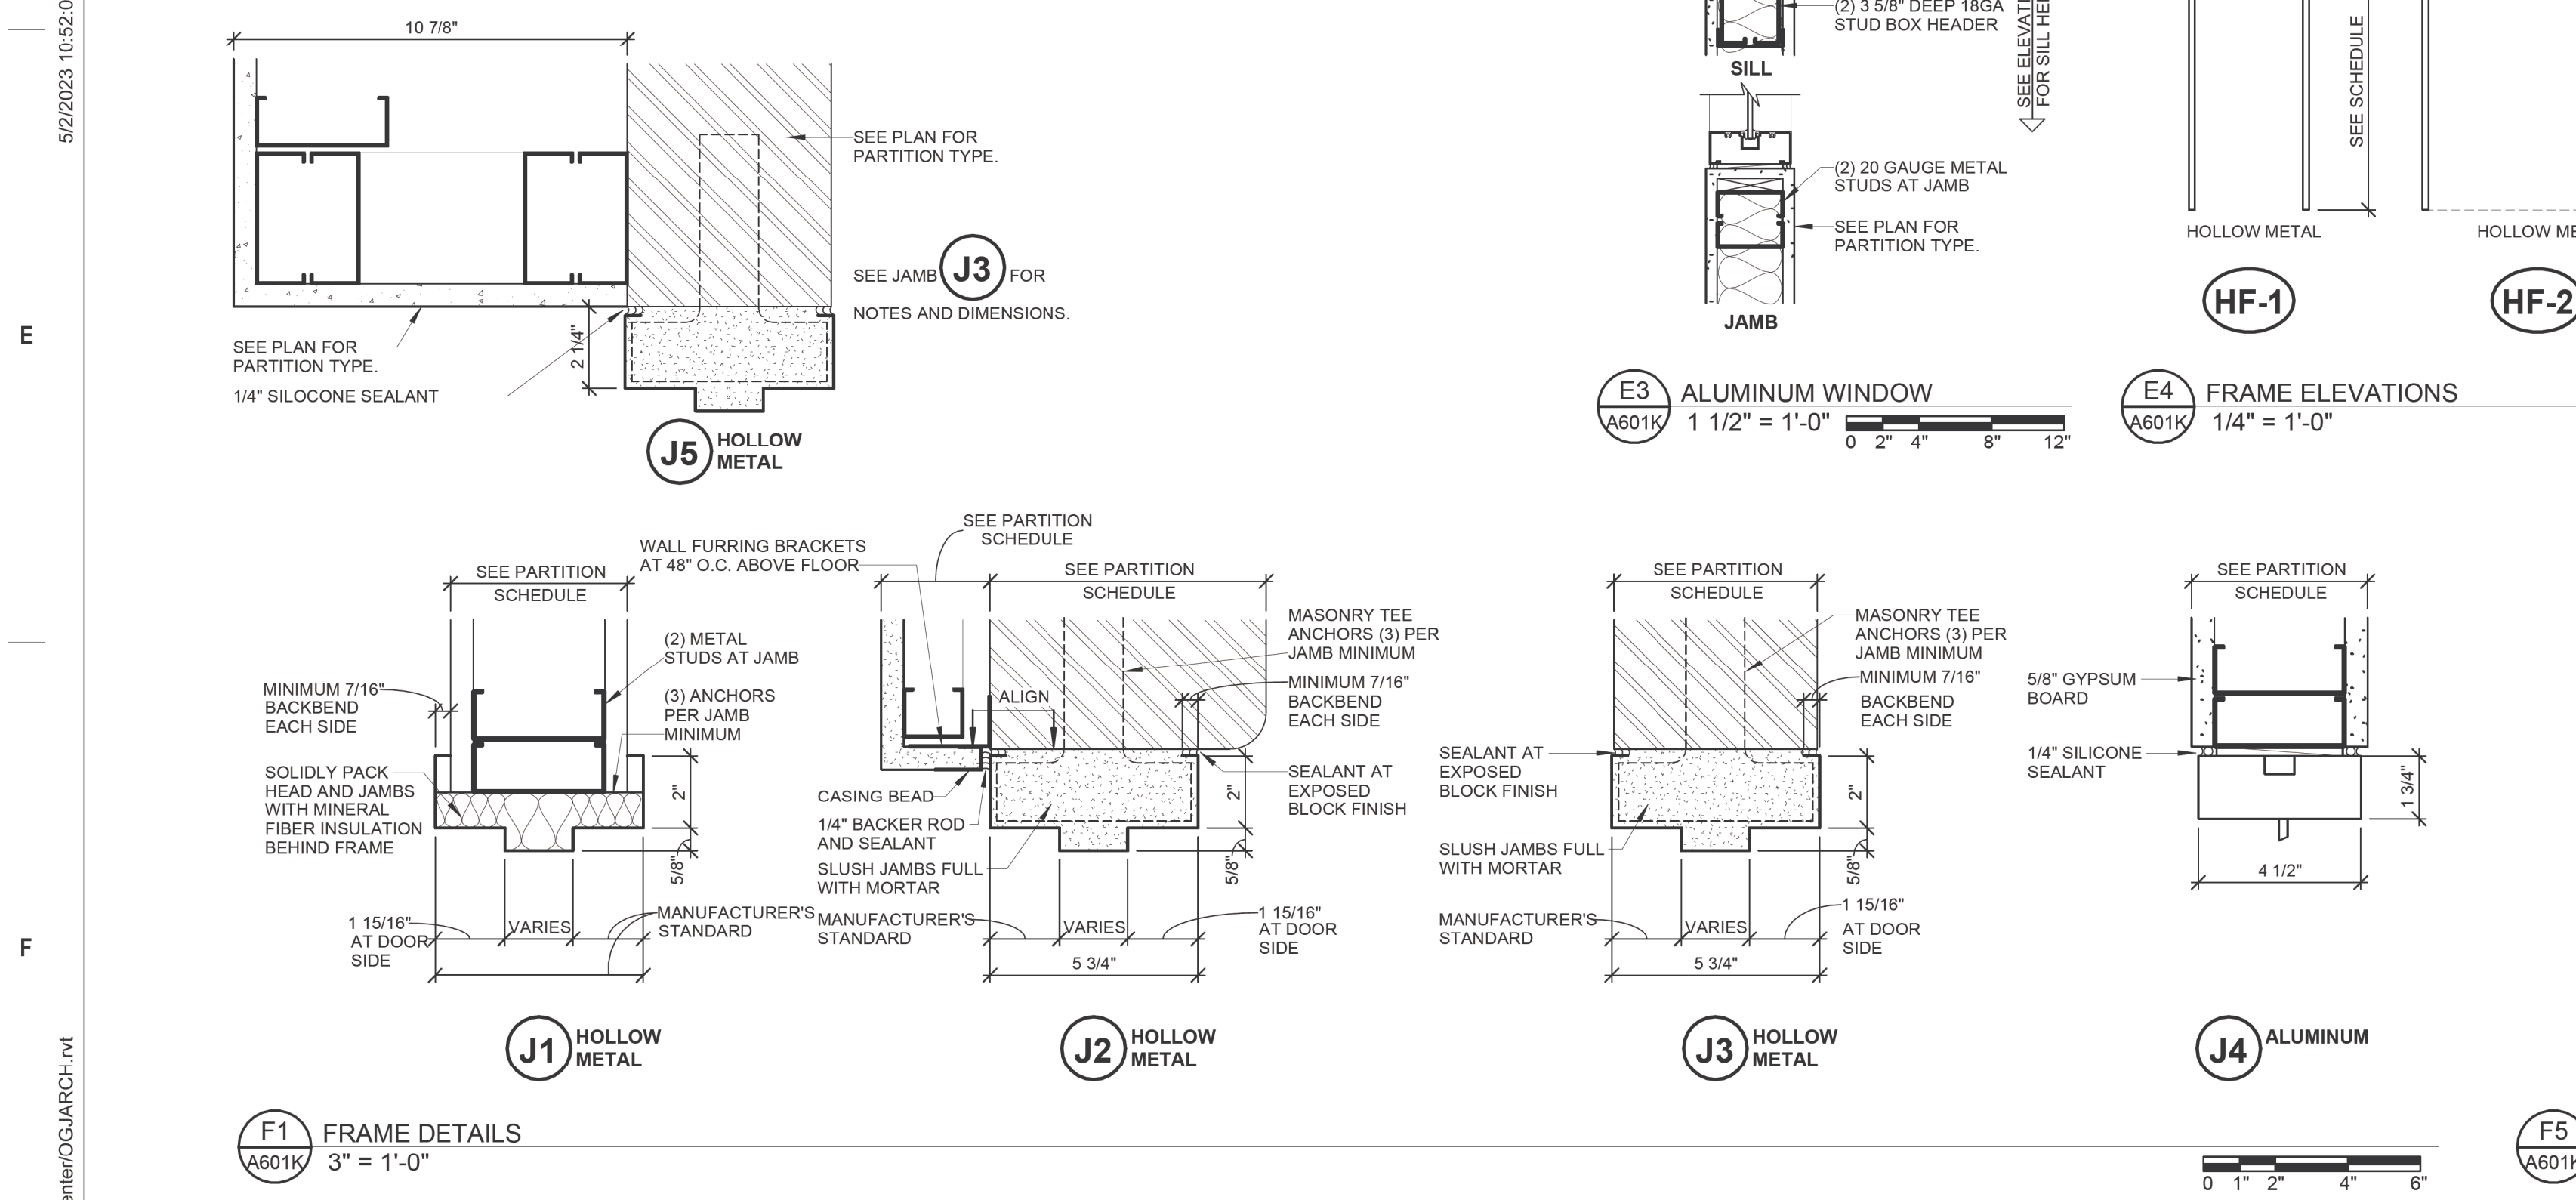 5/2/2023 10:52:0
E
F
enter/OGJARCH.rvt
10 7/8"
SEE PLAN FOR
PARTITION TYPE.
SEE JAMB J3 FOR
NOTES AND DIMENSIONS.
SEE PLAN FOR
PARTITION TYPE.
1/4" SILOCONE SEALANT
2 1/4"
J5 HOLLOW
METAL
(2) 3 5/8" DEEP 18GA
STUD BOX HEADER
SILL
(2) 20 GAUGE METAL
STUDS AT JAMB
SEE PLAN FOR
PARTITION TYPE.
JAMB
FOR SILL
E3
A601K
ALUMINUM WINDOW
1 1/2" = 1'-0"
0 2" 4" 8" 12"
SEE SCHEDULE
HOLLOW METAL
HF-1
HOLLOW ME
HF-2
E4
A601K
FRAME ELEVATIONS
1/4" = 1'-0"
SEE PARTITION
SCHEDULE
MINIMUM 7/16"
BACKBEND
EACH SIDE
(2) METAL
STUDS AT JAMB
(3) ANCHORS
PER JAMB
MINIMUM
SOLIDLY PACK
HEAD AND JAMBS
WITH MINERAL
FIBER INSULATION
BEHIND FRAME
2"
5/8"
1 15/16"
AT DOOR
SIDE
VARIES
MANUFACTURER'S
STANDARD
J1 HOLLOW
METAL
SEE PARTITION
SCHEDULE
WALL FURRING BRACKETS
AT 48" O.C. ABOVE FLOOR
SEE PARTITION
SCHEDULE
MASONRY TEE
ANCHORS (3) PER
JAMB MINIMUM
MINIMUM 7/16"
BACKBEND
EACH SIDE
ALIGN
SEALANT AT
EXPOSED
BLOCK FINISH
CASING BEAD
1/4" BACKER ROD
AND SEALANT
SLUSH JAMBS FULL
WITH MORTAR
2"
5/8"
MANUFACTURER'S
STANDARD
VARIES
1 15/16"
AT DOOR
SIDE
5 3/4"
J2 HOLLOW
METAL
SEE PARTITION
SCHEDULE
MASONRY TEE
ANCHORS (3) PER
JAMB MINIMUM
MINIMUM 7/16"
BACKBEND
EACH SIDE
SEALANT AT
EXPOSED
BLOCK FINISH
SLUSH JAMBS FULL
WITH MORTAR
2"
5/8"
MANUFACTURER'S
STANDARD
VARIES
1 15/16"
AT DOOR
SIDE
5 3/4"
J3 HOLLOW
METAL
SEE PARTITION
SCHEDULE
5/8" GYPSUM
BOARD
1/4" SILICONE
SEALANT
1 3/4"
4 1/2"
J4 ALUMINUM
F1
A601K
FRAME DETAILS
3" = 1'-0"
0 1" 2" 4" 6"
F5